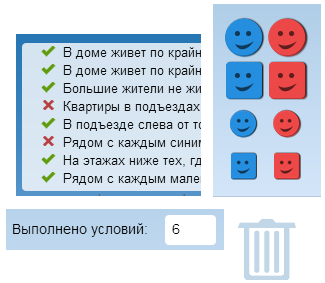 В доме живет по крайн
В доме живет по крайн
Большие жители не жи
Квартиры в подъездах
В подъезде слева от то
Рядом с каждым синим
На этажах ниже тех, гд
Рядом с каждым мале
Выполнено условий: 6